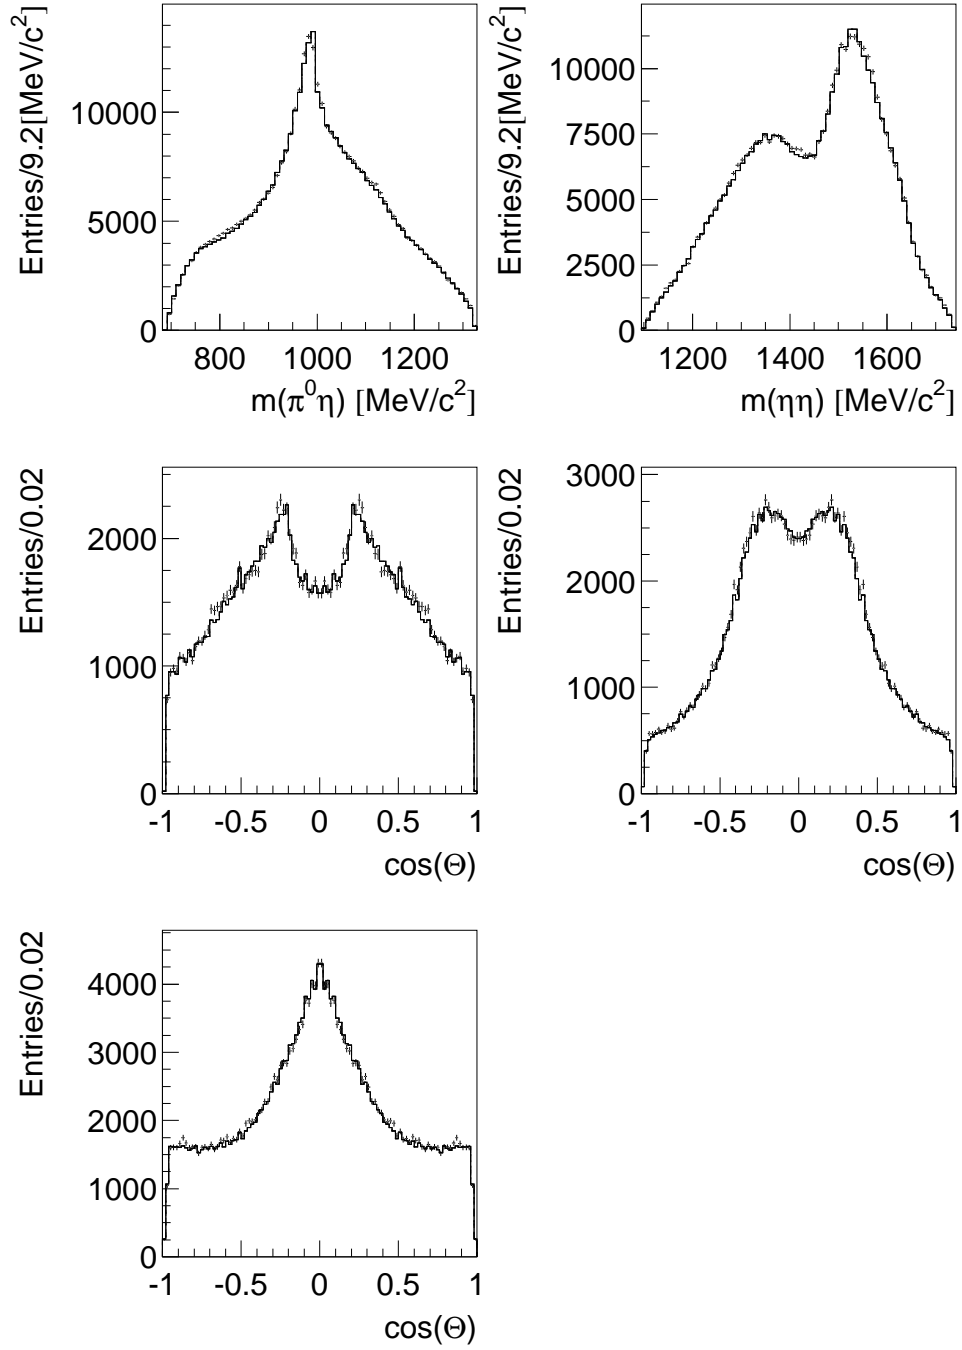 Entries/9.2[MeV/c²]
10000
5000
0
800 1000 1200
m(π⁰η) [MeV/c²]
Entries/9.2[MeV/c²]
10000
7500
5000
2500
0
1200 1400 1600
m(ηη) [MeV/c²]
Entries/0.02
2000
1000
0
-1 -0.5 0 0.5 1
cos(Θ)
Entries/0.02
3000
2000
1000
0
-1 -0.5 0 0.5 1
cos(Θ)
Entries/0.02
4000
3000
2000
1000
0
-1 -0.5 0 0.5 1
cos(Θ)